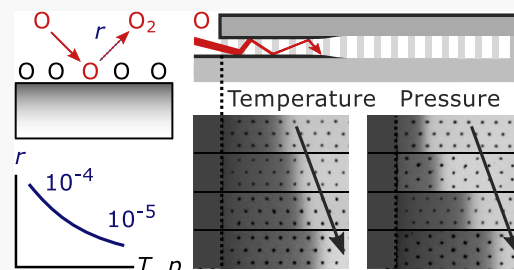 O O₂ O
r
O O O O O
Temperature Pressure
r
10⁻⁴
10⁻⁵
T p